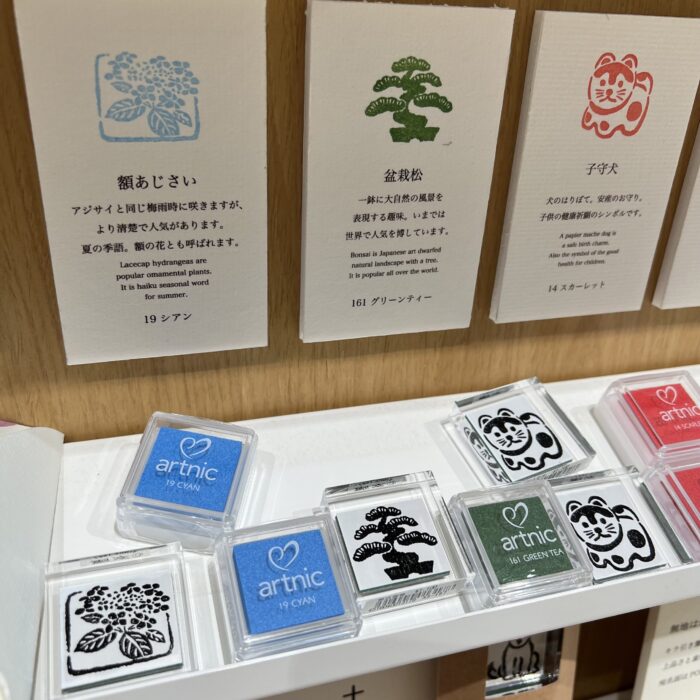 額あじさい
アジサイと同じ梅雨時に咲きますが、
より清楚で人気があります。
夏の季語。額の花とも呼ばれます。
Lacecap hydrangeas are
popular ornamental plants.
It is haiku seasonal word
for summer.
19 シアン
盆栽松
一鉢に大自然の風景を
表現する趣味。いまでは
世界で人気を博しています。
Bonsai is Japanese art dwarfed
natural landscape with a tree.
It is popular all over the world.
161 グリーンティー
子守犬
犬のはりぼて。安産のお守り。
子供の健康祈願のシンボルです。
A papier mache dog is
a safe birth charm.
Also the symbol of the good
health for children.
14 スカーレット
artnic
19 CYAN
artnic
19 CYAN
artnic
161 GREEN TEA
artnic
14 SCARLE
artnic
無地は